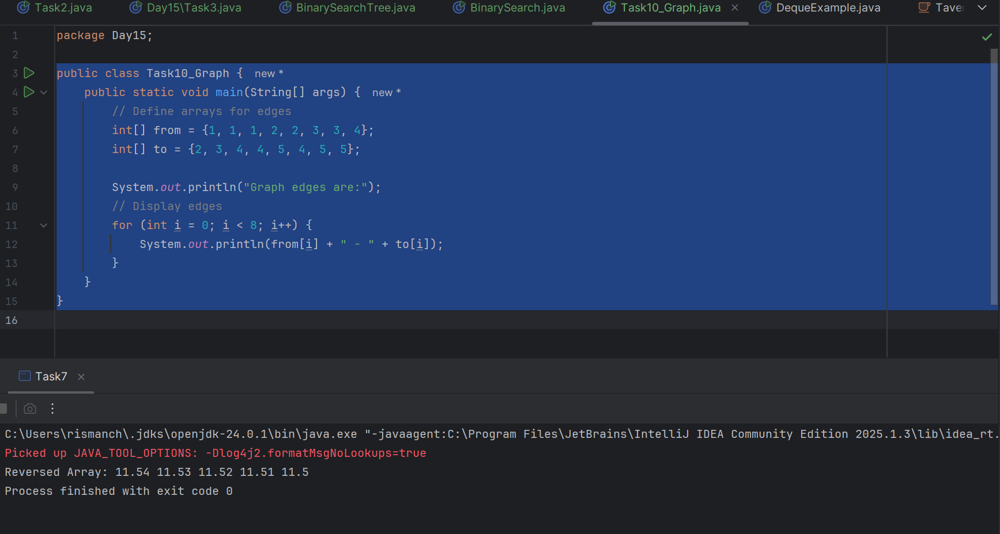 Task2.java Day15\Task3.java BinarySearchTree.java BinarySearch.java Task10_Graph.java DequeExample.java Taver
1 package Day15;
2
3 public class Task10_Graph { new *
4 public static void main(String[] args) { new *
5 // Define arrays for edges
6 int[] from = {1, 1, 1, 2, 2, 3, 3, 4};
7 int[] to = {2, 3, 4, 4, 5, 4, 5, 5};
8
9 System.out.println("Graph edges are:");
10 // Display edges
11 for (int i = 0; i < 8; i++) {
12 System.out.println(from[i] + " - " + to[i]);
13 }
14 }
15 }
16
Task7
C:\Users\rismanch\.jdks\openjdk-24.0.1\bin\java.exe "-javaagent:C:\Program Files\JetBrains\IntelliJ IDEA Community Edition 2025.1.3\lib\idea_rt.
Picked up JAVA_TOOL_OPTIONS: -Dlog4j2.formatMsgNoLookups=true
Reversed Array: 11.54 11.53 11.52 11.51 11.5
Process finished with exit code 0